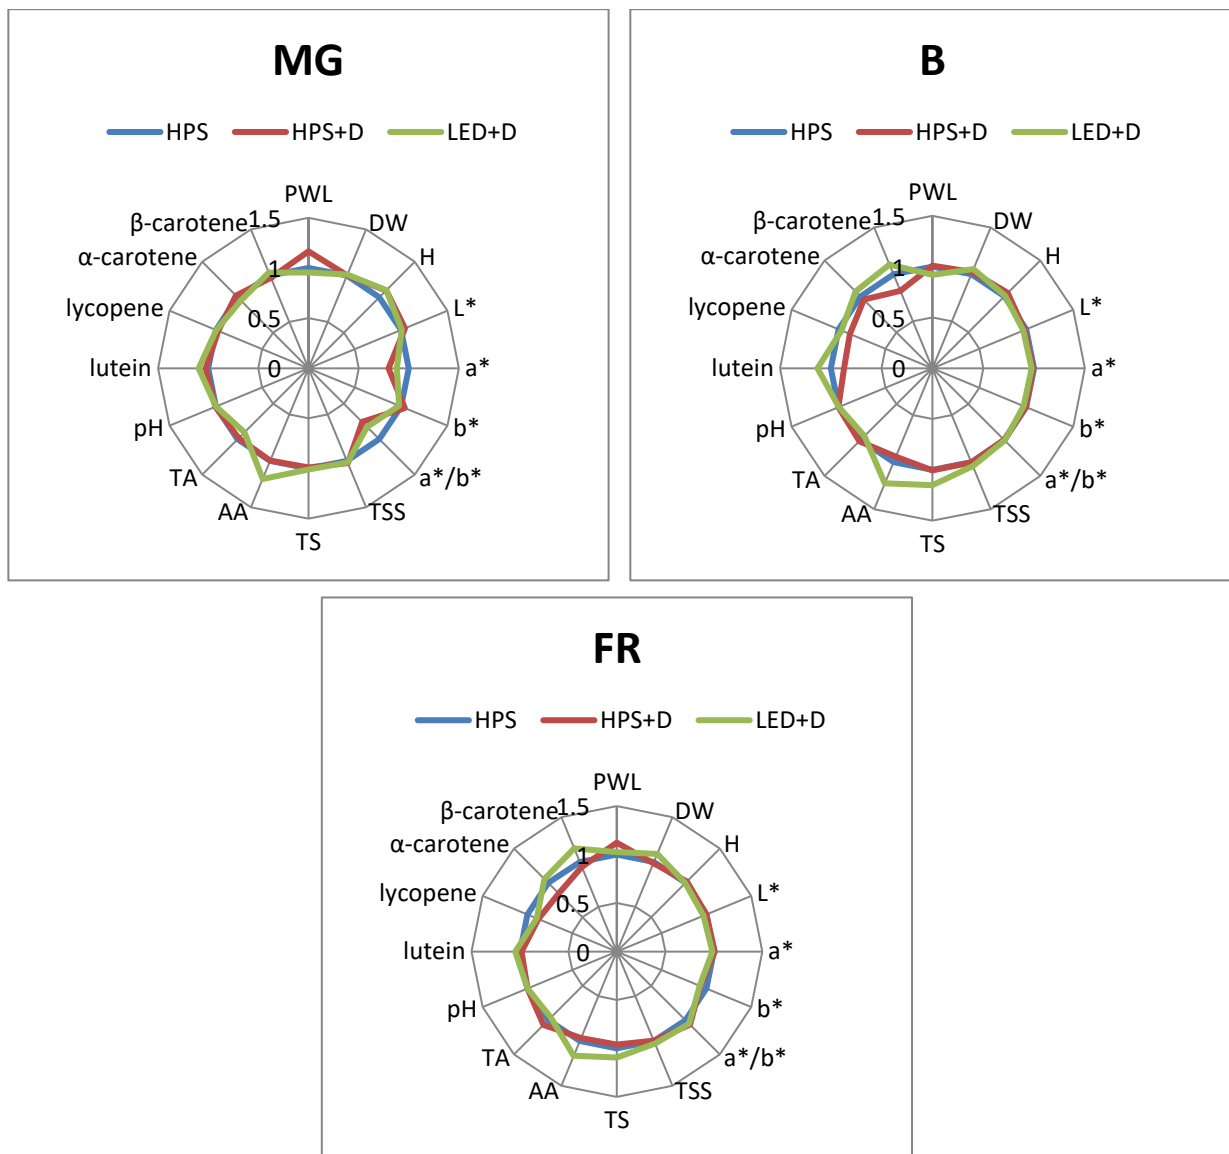 MG
HPS HPS+D LED+D
PWL
DW
H
L*
a*
b*
a*/b*
TSS
TS
AA
TA
pH
lutein
lycopene
α-carotene
β-carotene
1.5
1
0.5
0
B
HPS HPS+D LED+D
PWL
DW
H
L*
a*
b*
a*/b*
TSS
TS
AA
TA
pH
lutein
lycopene
α-carotene
β-carotene
1.5
1
0.5
0
FR
HPS HPS+D LED+D
PWL
DW
H
L*
a*
b*
a*/b*
TSS
TS
AA
TA
pH
lutein
lycopene
α-carotene
β-carotene
1.5
1
0.5
0